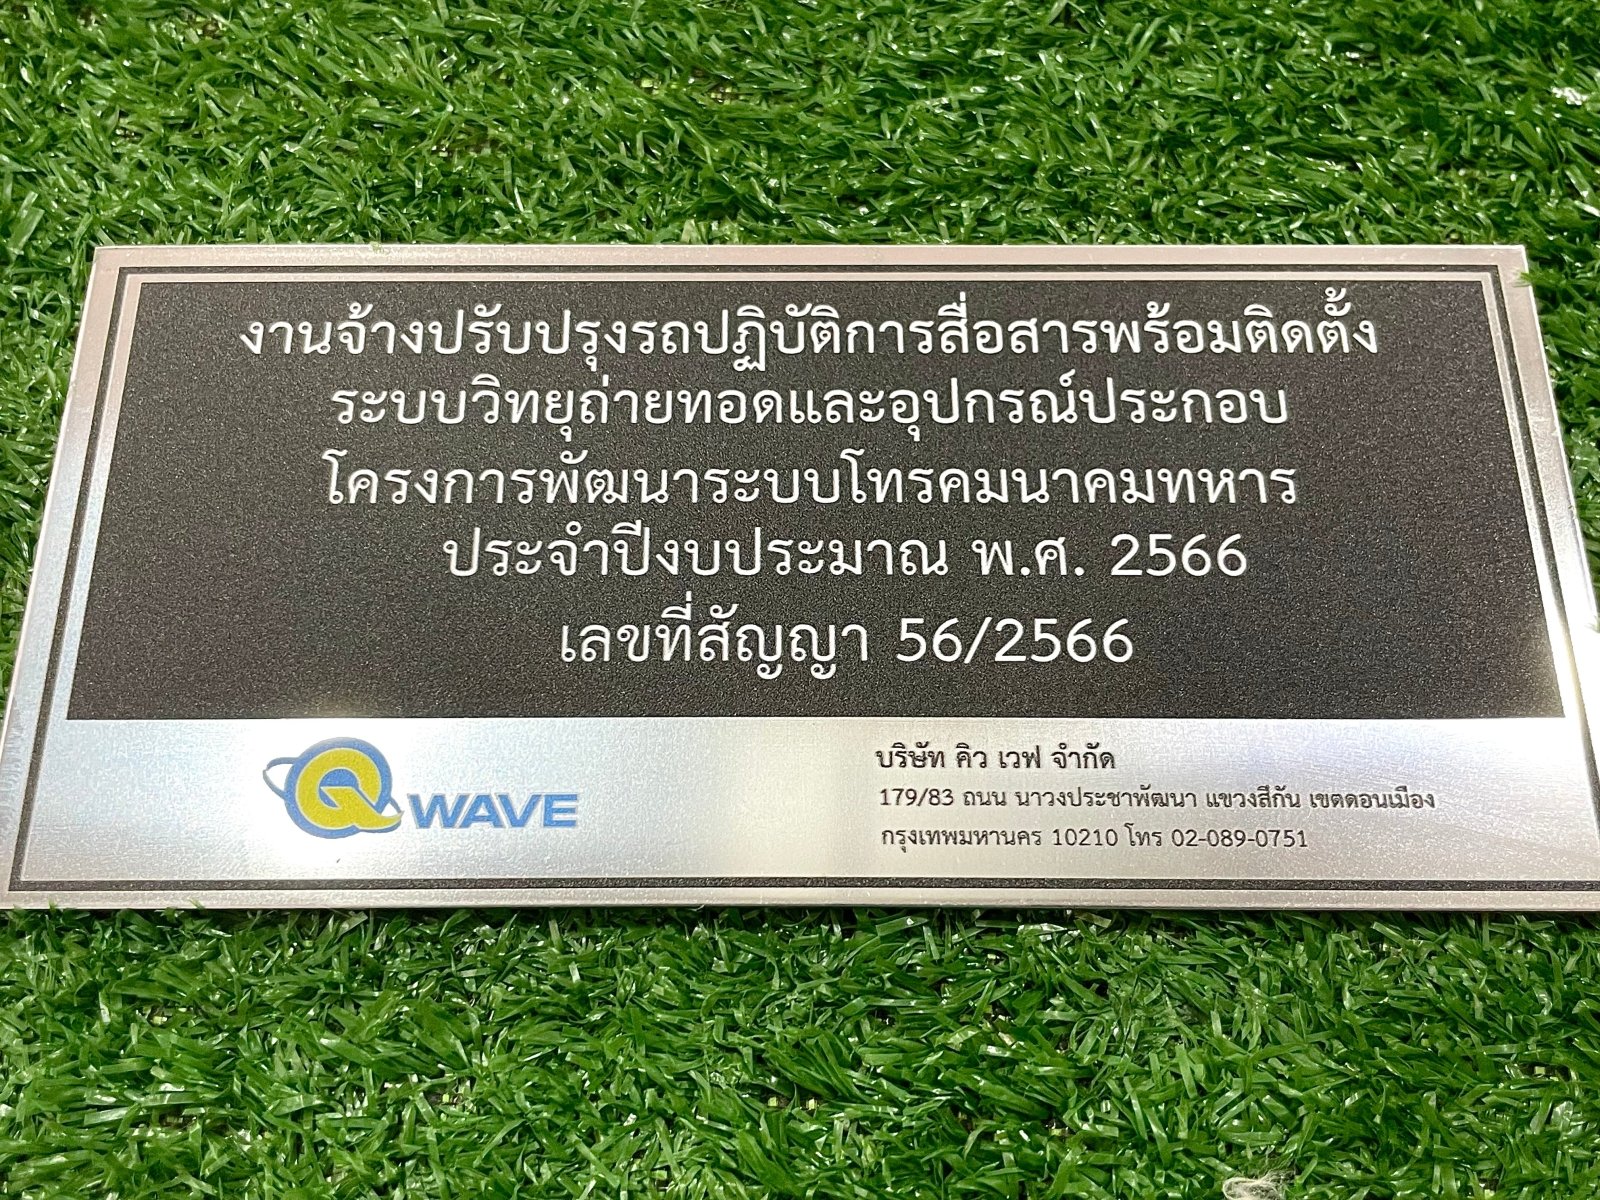 งานจ้างปรับปรุงรถปฏิบัติการสื่อสารพร้อมติดตั้ง
ระบบวิทยุถ่ายทอดและอุปกรณ์ประกอบ
โครงการพัฒนาระบบโทรคมนาคมทหาร
ประจำปีงบประมาณ พ.ศ. 2566
เลขที่สัญญา 56/2566
Q WAVE
บริษัท คิว เวฟ จำกัด
179/83 ถนน นาวงประชาพัฒนา แขวงสีกัน เขตดอนเมือง
กรุงเทพมหานคร 10210 โทร 02-089-0751